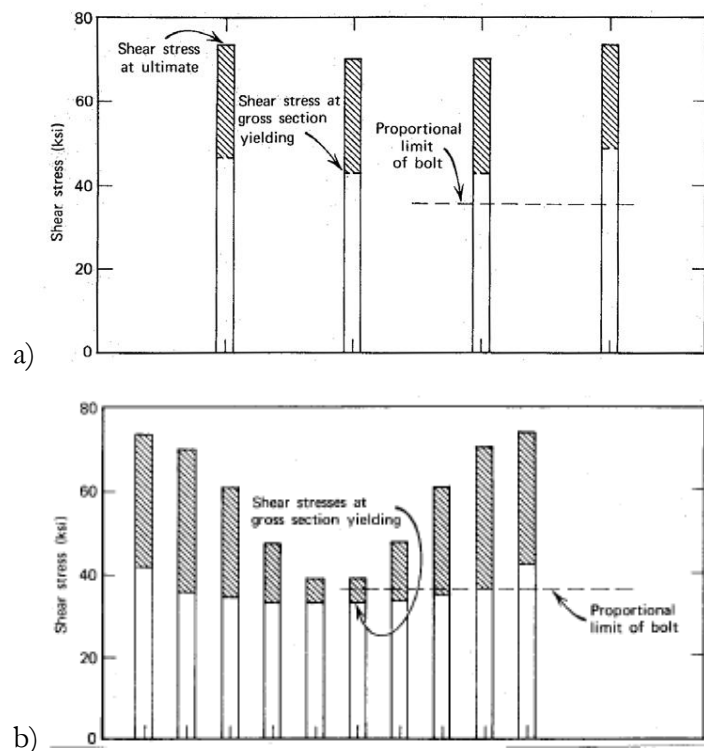 Shear stress
at ultimate
Shear stress at
gross section
yielding
Proportional
limit
of bolt
80
60
40
20
0
Shear stress (ksi)
a)
80
60
40
20
0
Shear stress (ksi)
Shear stresses at
gross section yielding
Proportional
limit of bolt
b)